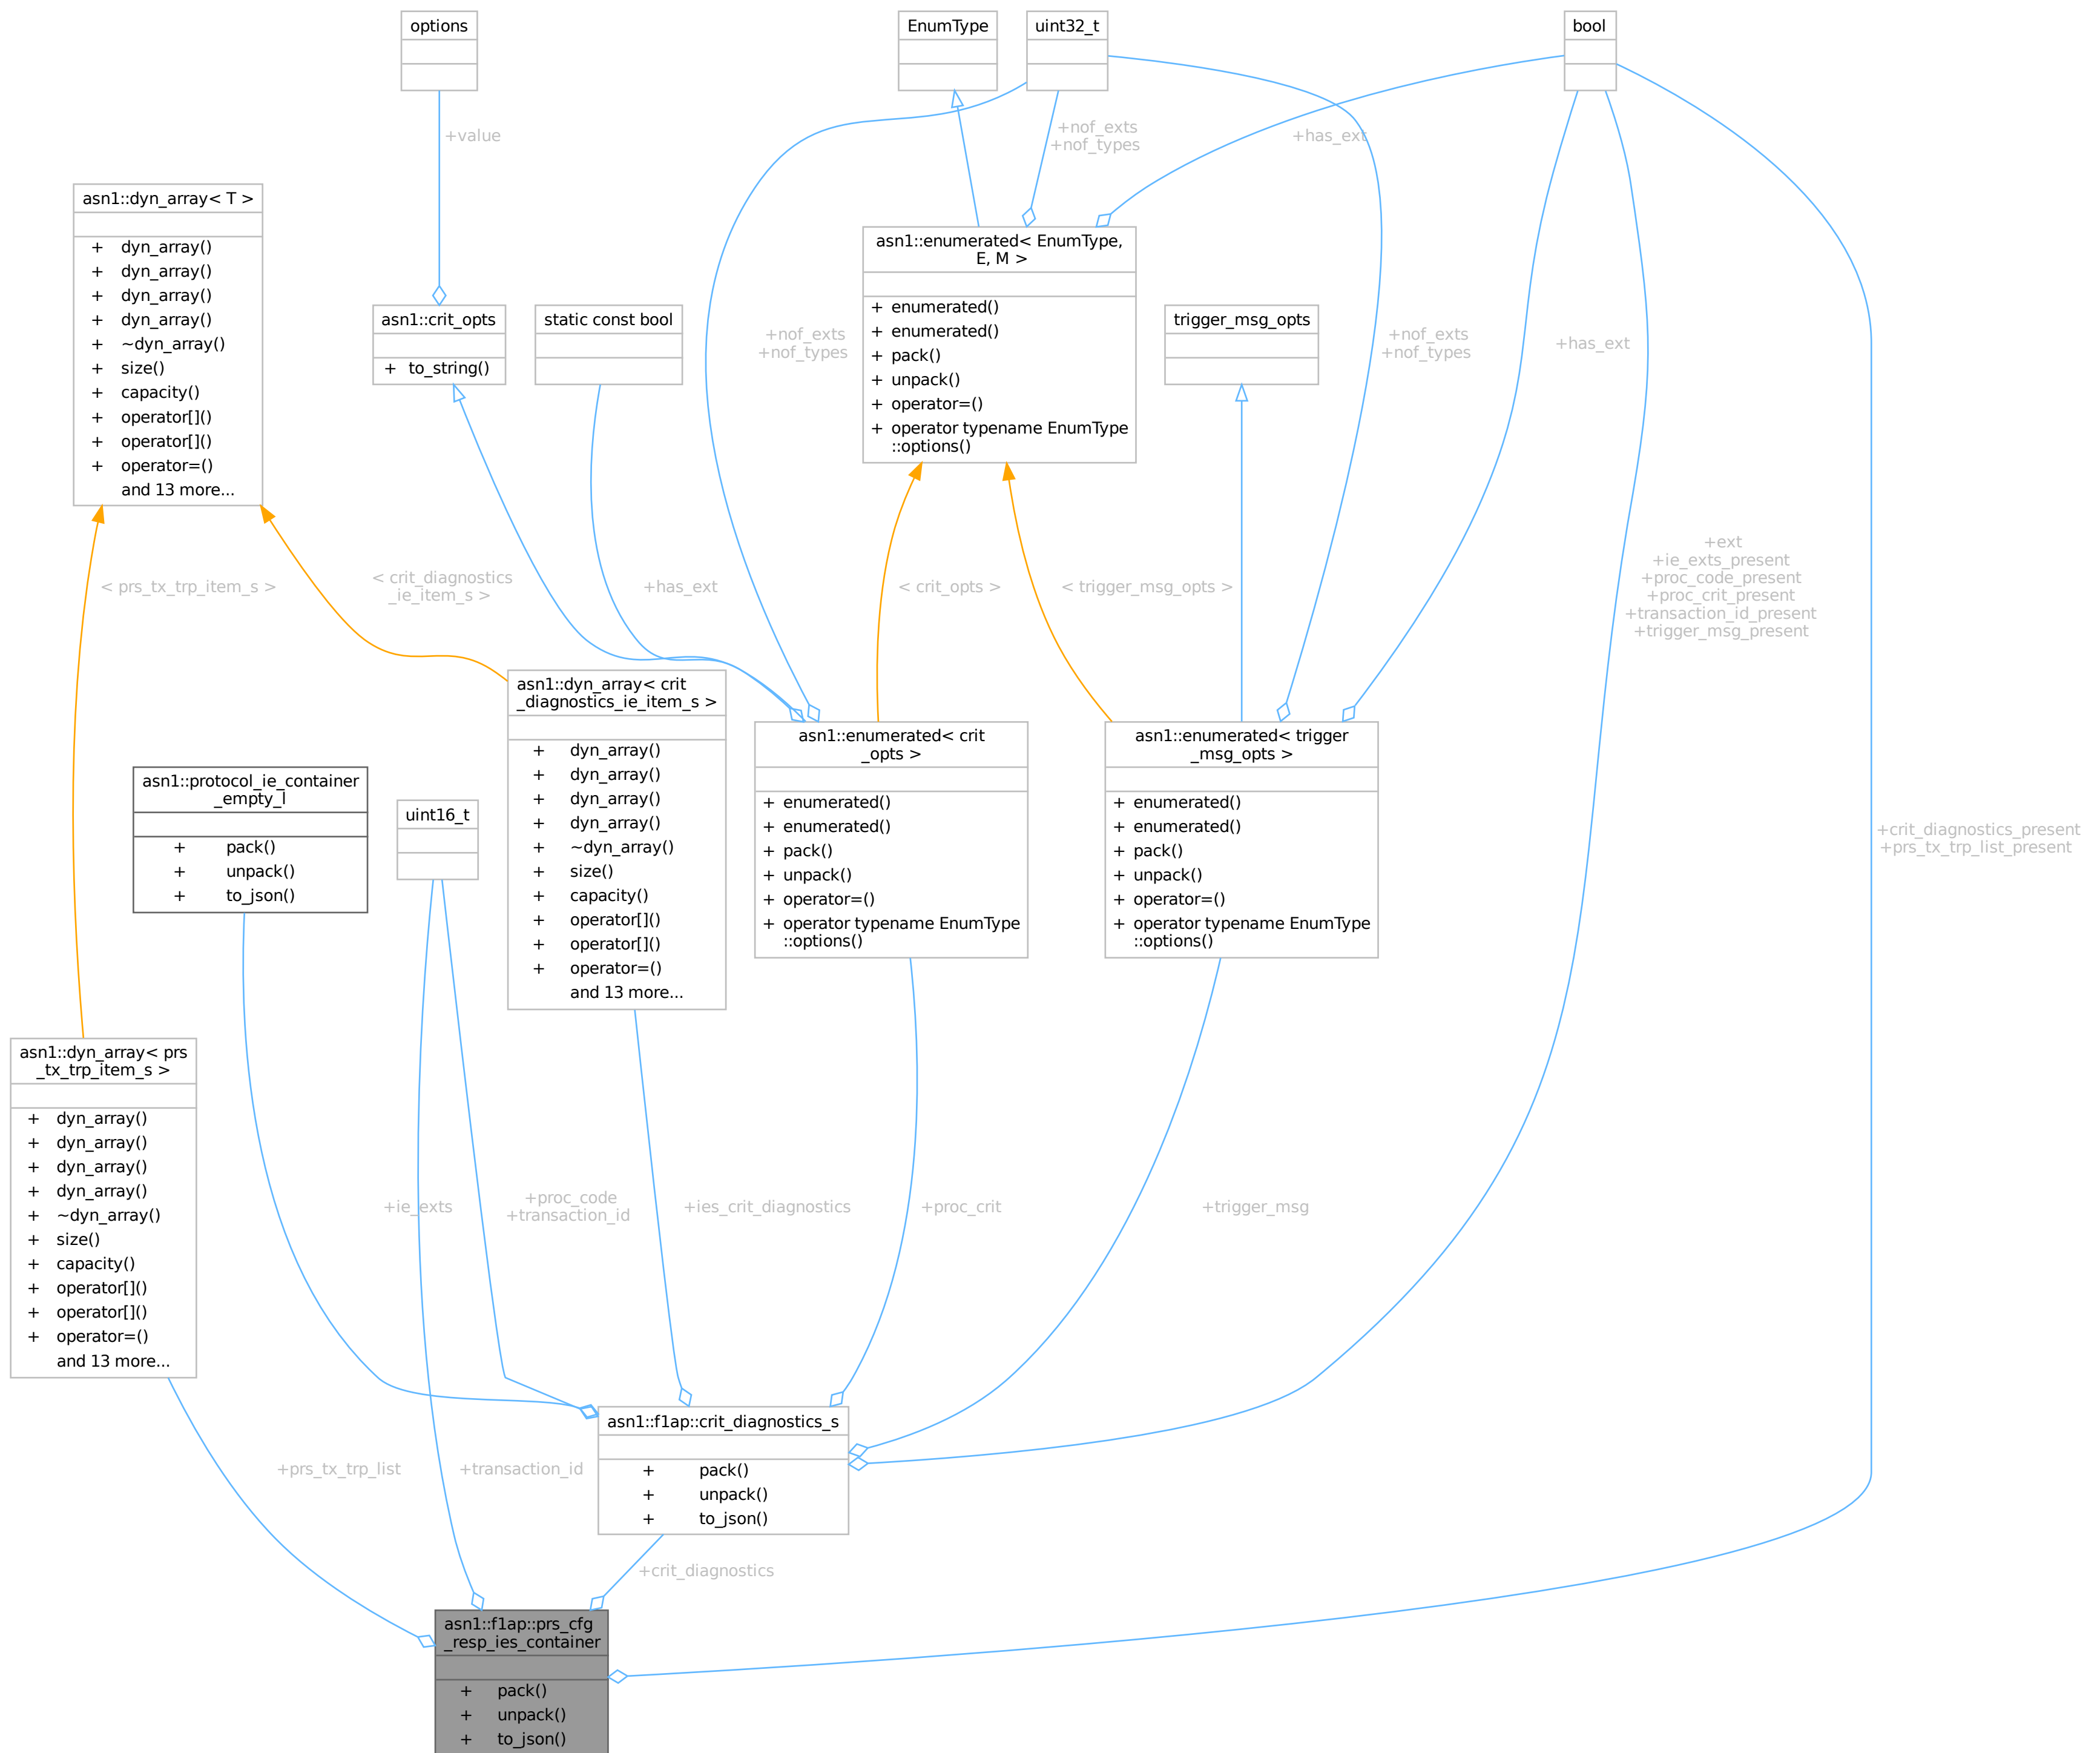 options
EnumType
uint32_t
bool
+value
+nof_exts
+nof_types
+has_ext
asn1::dyn_array< T >
+ dyn_array()
+ dyn_array()
+ dyn_array()
+ dyn_array()
+ ~dyn_array()
+ size()
+ capacity()
+ operator[]()
+ operator[]()
+ operator=()
and 13 more...
asn1::crit_opts
+ to_string()
static const bool
+nof_exts
+nof_types
asn1::enumerated< EnumType,
E, M >
+ enumerated()
+ enumerated()
+ pack()
+ unpack()
+ operator=()
+ operator typename EnumType
::options()
trigger_msg_opts
+nof_exts
+nof_types
+has_ext
< prs_tx_trp_item_s >
< crit_diagnostics
_ie_item_s >
+has_ext
< crit_opts >
< trigger_msg_opts >
+ext
+ie_exts_present
+proc_code_present
+proc_crit_present
+transaction_id_present
+trigger_msg_present
asn1::protocol_ie_container
_empty_l
+ pack()
+ unpack()
+ to_json()
uint16_t
asn1::dyn_array< crit
_diagnostics_ie_item_s >
+ dyn_array()
+ dyn_array()
+ dyn_array()
+ dyn_array()
+ ~dyn_array()
+ size()
+ capacity()
+ operator[]()
+ operator[]()
+ operator=()
and 13 more...
asn1::enumerated< crit
_opts >
+ enumerated()
+ enumerated()
+ pack()
+ unpack()
+ operator=()
+ operator typename EnumType
::options()
asn1::enumerated< trigger
_msg_opts >
+ enumerated()
+ enumerated()
+ pack()
+ unpack()
+ operator=()
+ operator typename EnumType
::options()
+crit_diagnostics_present
+prs_tx_trp_list_present
asn1::dyn_array< prs
_tx_trp_item_s >
+ dyn_array()
+ dyn_array()
+ dyn_array()
+ dyn_array()
+ ~dyn_array()
+ size()
+ capacity()
+ operator[]()
+ operator[]()
+ operator=()
and 13 more...
+ie_exts
+proc_code
+transaction_id
+ies_crit_diagnostics
+proc_crit
+trigger_msg
asn1::f1ap::crit_diagnostics_s
+ pack()
+ unpack()
+ to_json()
+prs_tx_trp_list
+transaction_id
+crit_diagnostics
asn1::f1ap::prs_cfg
_resp_ies_container
+ pack()
+ unpack()
+ to_json()